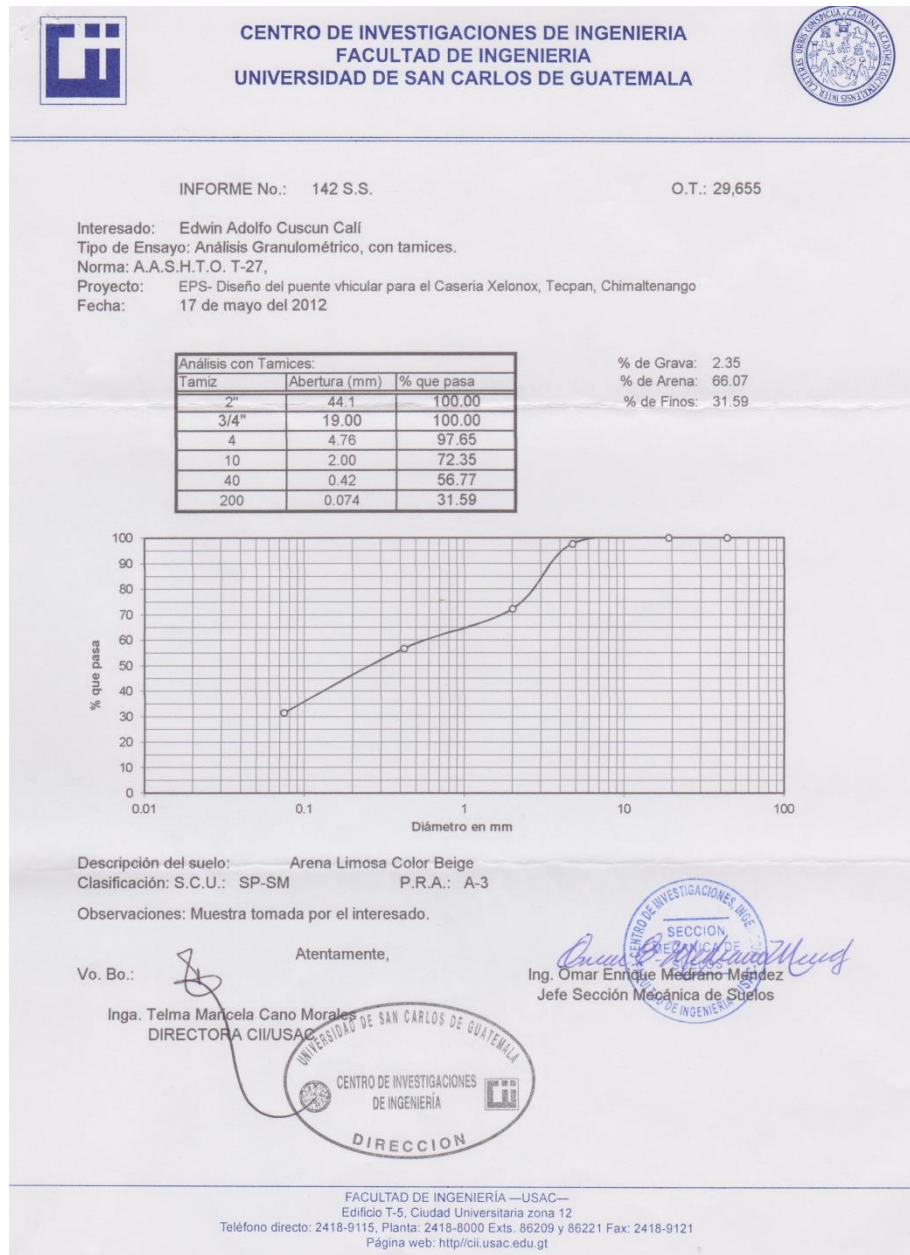 Cii
CENTRO DE INVESTIGACIONES DE INGENIERIA
FACULTAD DE INGENIERIA
UNIVERSIDAD DE SAN CARLOS DE GUATEMALA
INFORME No.: 142 S.S. O.T.: 29,655
Interesado: Edwin Adolfo Cuscun Calí
Tipo de Ensayo: Análisis Granulométrico, con tamices.
Norma: A.A.S.H.T.O. T-27,
Proyecto: EPS- Diseño del puente vhicular para el Caseria Xelonox, Tecpan, Chimaltenango
Fecha: 17 de mayo del 2012
Análisis con Tamices:
Tamiz Abertura (mm) % que pasa
2" 44.1 100.00
3/4" 19.00 100.00
4 4.76 97.65
10 2.00 72.35
40 0.42 56.77
200 0.074 31.59
% de Grava: 2.35
% de Arena: 66.07
% de Finos: 31.59
% que pasa
100
90
80
70
60
50
40
30
20
10
0
0.01 0.1 1 10 100
Diámetro en mm
Descripción del suelo: Arena Limosa Color Beige
Clasificación: S.C.U.: SP-SM P.R.A.: A-3
Observaciones: Muestra tomada por el interesado.
Atentamente,
Vo. Bo.:
Inga. Telma Maricela Cano Morales
DIRECTORA CII/USAC
UNIVERSIDAD DE SAN CARLOS DE GUATEMALA
CENTRO DE INVESTIGACIONES
DE INGENIERÍA
DIRECCION
SECCION
MECANICA DE
SUELOS
Ing. Omar Enrique Medrano Méndez
Jefe Sección Mecánica de Suelos
FACULTAD DE INGENIERÍA —USAC—
Edificio T-5, Ciudad Universitaria zona 12
Teléfono directo: 2418-9115, Planta: 2418-8000 Exts. 86209 y 86221 Fax: 2418-9121
Página web: http//cii.usac.edu.gt